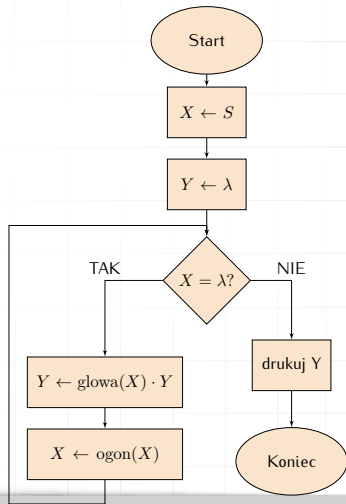 Start
X ← S
Y ← λ
X = λ?
TAK
NIE
Y ← glowa(X) · Y
drukuj Y
X ← ogon(X)
Koniec